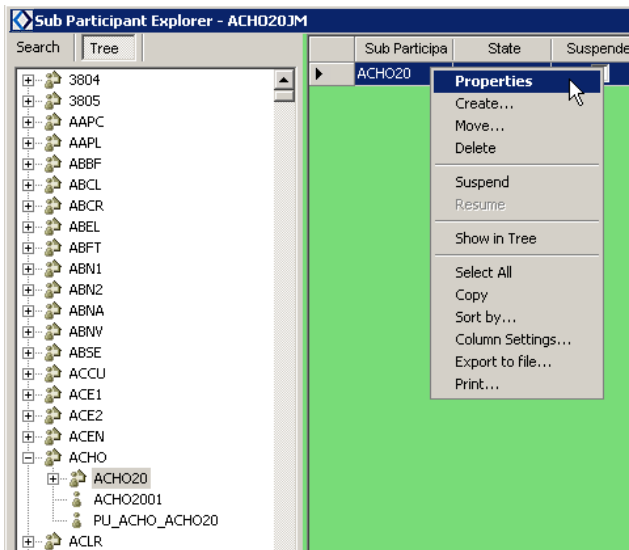 Sub Participant Explorer - ACHO20JM
Search Tree
Sub Participa State Suspende
ACHO20
3804
3805
AAPC
AAPL
ABBF
ABCL
ABCR
ABEL
ABFT
ABN1
ABN2
ABNA
ABNV
ABSE
ACCU
ACE1
ACE2
ACEN
ACHO
ACHO20
ACHO2001
PU_ACHO_ACHO20
ACLR
Properties
Create...
Move...
Delete
Suspend
Resume
Show in Tree
Select All
Copy
Sort by...
Column Settings...
Export to file...
Print...